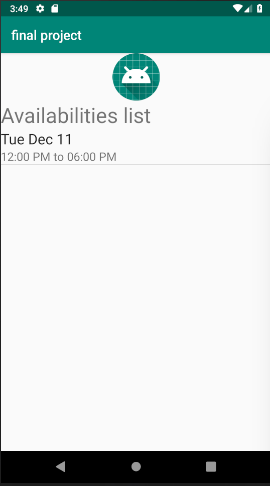 3:49
final project
Availabilities list
Tue Dec 11
12:00 PM to 06:00 PM